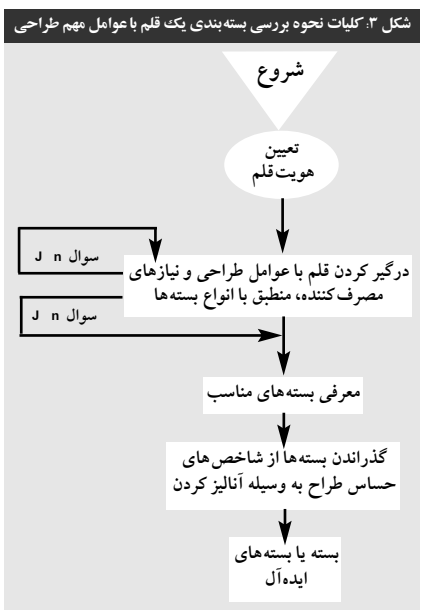 شکل ۳: کلیات نحوه بررسی بسته‌بندی یک قلم با عوامل مهم طراحی
شروع
تعیین
هویت قلم
سوال J n
درگیر کردن قلم با عوامل طراحی و نیازهای
مصرف‌کننده، منطبق با انواع بسته‌ها
سوال J n
معرفی بسته‌های مناسب
گذراندن بسته‌ها از شاخص‌های
حساس طراح به وسیله آنالیز کردن
بسته یا بسته‌های
ایده‌آل